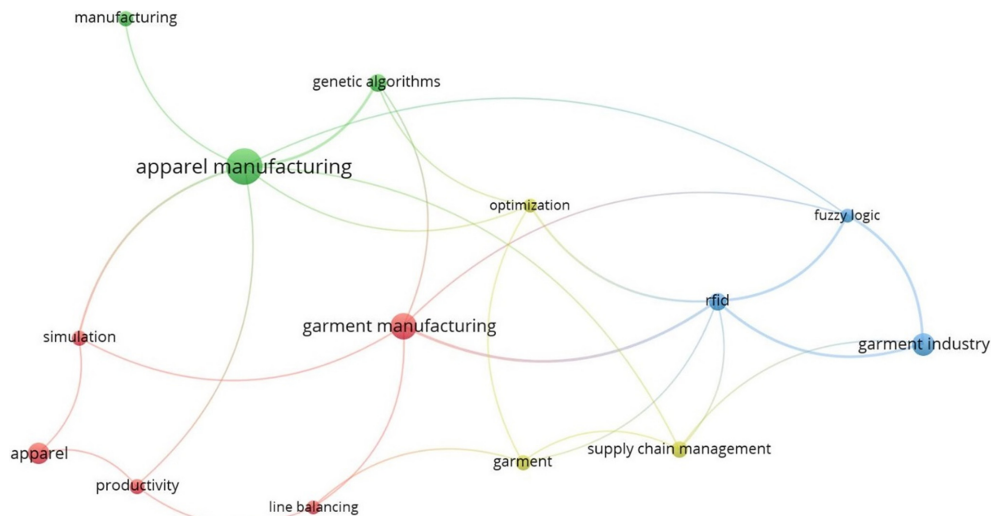 manufacturing
genetic algorithms
apparel manufacturing
optimization
fuzzy logic
rfid
garment manufacturing
simulation
garment industry
apparel
supply chain management
garment
productivity
line balancing